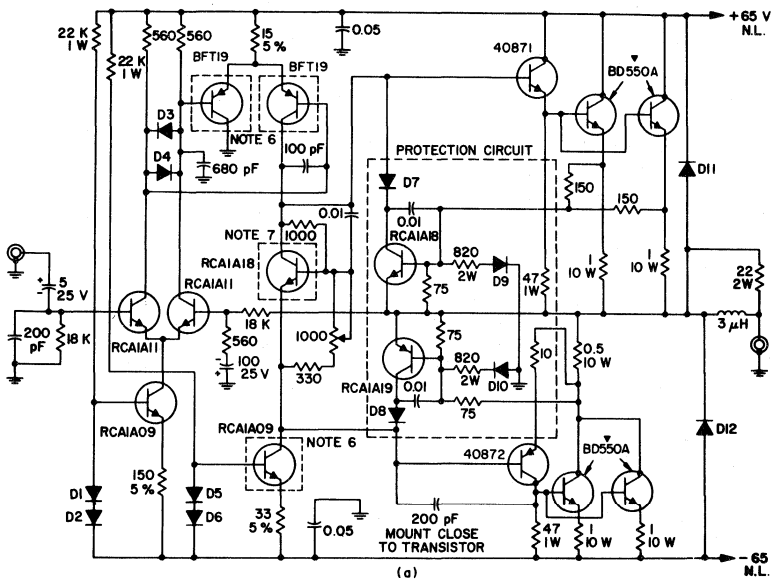 22 K
1 W
22 K
1 W
560
560
15
5 %
0.05
40871
+65 V
N.L.
BFT19
BFT19
BD550A
NOTE 6
D3
D4
680 pF
100 pF
0.01
PROTECTION CIRCUIT
D7
0.01
RCA1A18
820
2W
D9
75
150
150
D11
47
1W
1
10 W
1
10 W
22
2W
5
25 V
200
pF
18 K
RCA1A11
RCA1A11
NOTE 7
RCA1A18
1000
1000
330
18 K
560
100
25 V
3 μH
75
RCA1A19
820
2W
D10
0.01
75
D8
10
0.5
10 W
RCA1A09
RCA1A09
NOTE 6
D12
BD550A
40872
D1
D2
150
5 %
D5
D6
33
5 %
0.05
200 pF
MOUNT CLOSE
TO TRANSISTOR
47
1W
1
10 W
1
10 W
−65
N.L.
(a)